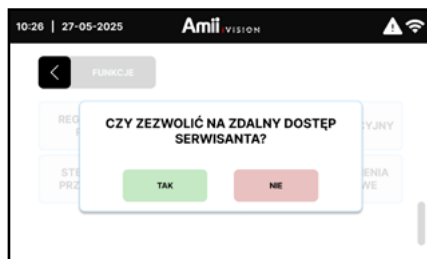 10:26 | 27-05-2025 Amii.VISION
FUNKCJE
CZY ZEZWOLIĆ NA ZDALNY DOSTĘP
SERWISANTA?
TAK NIE